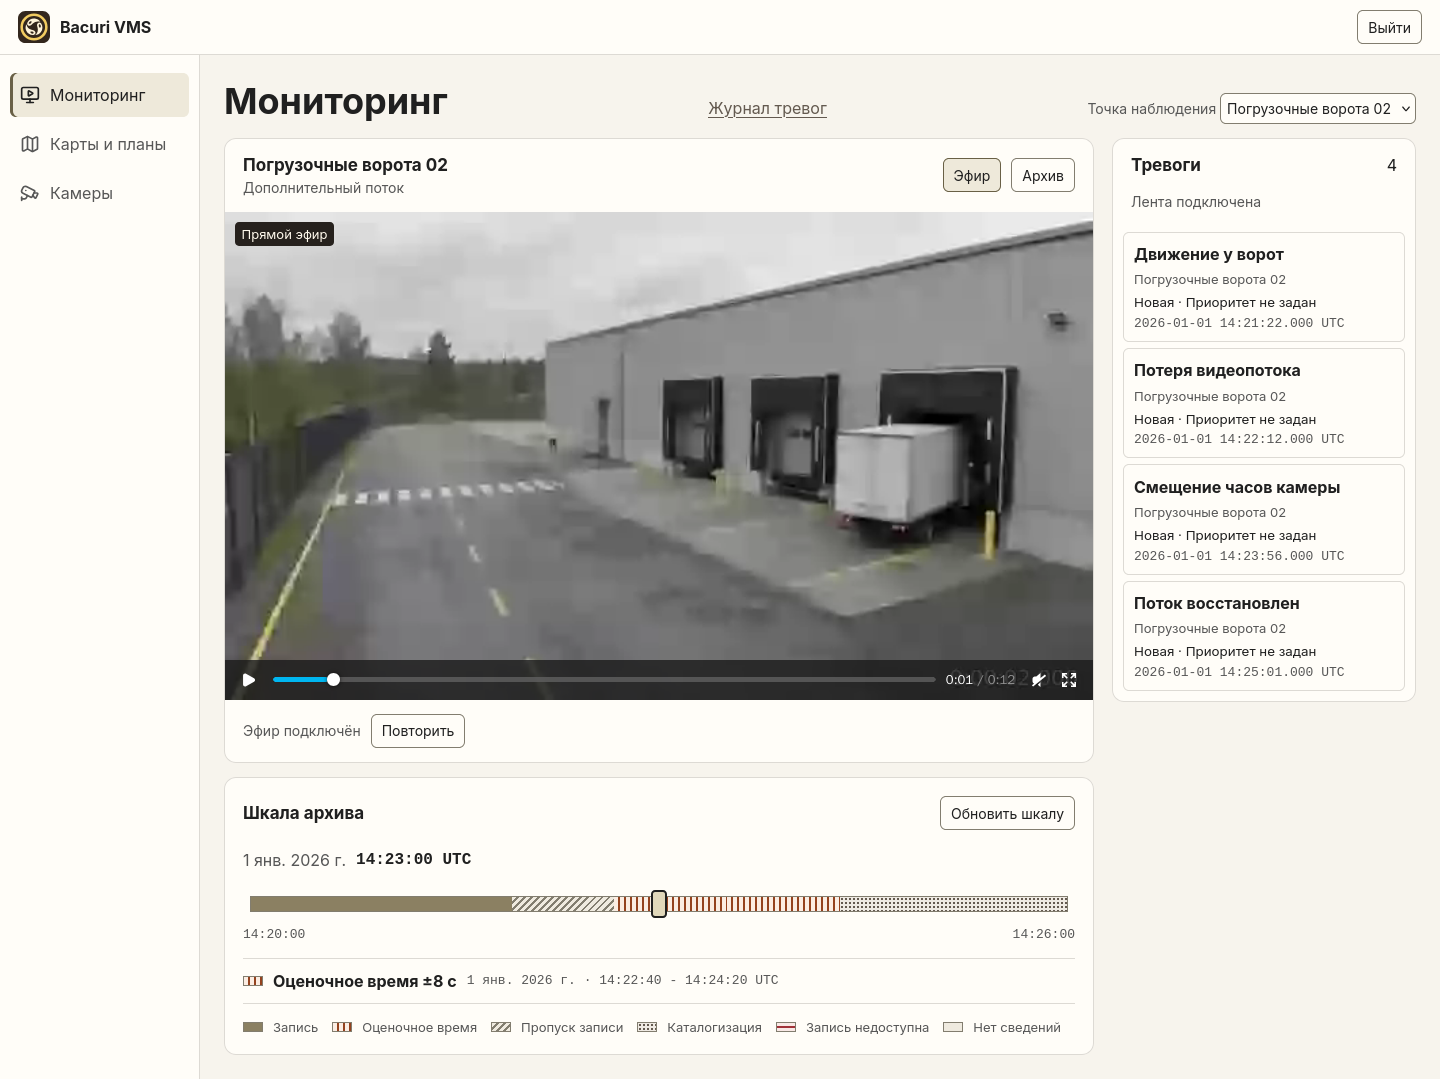 Bacuri VMS
Выйти
Мониторинг
Карты и планы
Камеры
Мониторинг
Журнал тревог
Точка наблюдения
Погрузочные ворота 02
Погрузочные ворота 02
Дополнительный поток
Эфир
Архив
Прямой эфир
0:01 / 0:12
Эфир подключён
Повторить
Тревоги
4
Лента подключена
Движение у ворот
Погрузочные ворота 02
Новая · Приоритет не задан
2026-01-01 14:21:22.000 UTC
Потеря видеопотока
Погрузочные ворота 02
Новая · Приоритет не задан
2026-01-01 14:22:12.000 UTC
Смещение часов камеры
Погрузочные ворота 02
Новая · Приоритет не задан
2026-01-01 14:23:56.000 UTC
Поток восстановлен
Погрузочные ворота 02
Новая · Приоритет не задан
2026-01-01 14:25:01.000 UTC
Шкала архива
Обновить шкалу
1 янв. 2026 г. 14:23:00 UTC
14:20:00
14:26:00
Оценочное время ±8 с 1 янв. 2026 г. · 14:22:40 - 14:24:20 UTC
Запись
Оценочное время
Пропуск записи
Каталогизация
Запись недоступна
Нет сведений